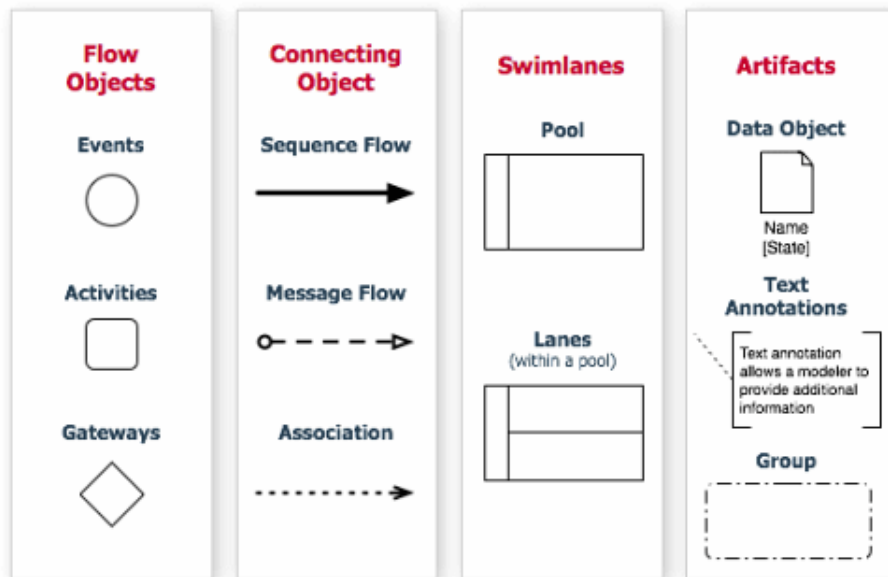 Flow
Objects
Events
Activities
Gateways
Connecting
Object
Sequence Flow
Message Flow
Association
Swimlanes
Pool
Lanes
(within a pool)
Artifacts
Data Object
Name
[State]
Text
Annotations
Text annotation
allows a modeler to
provide additional
information
Group